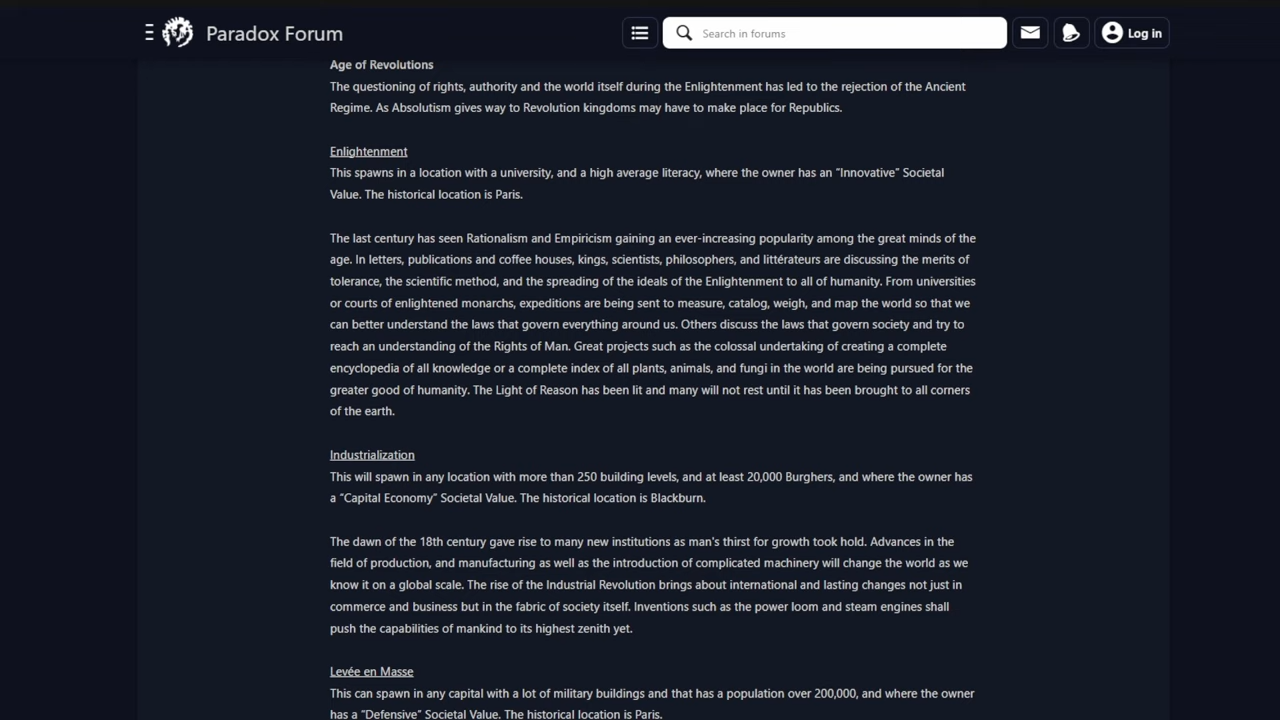 Paradox Forum
Search in forums
Log in
Age of Revolutions
The questioning of rights, authority and the world itself during the Enlightenment has led to the rejection of the Ancient
Regime. As Absolutism gives way to Revolution kingdoms may have to make place for Republics.
Enlightenment
This spawns in a location with a university, and a high average literacy, where the owner has an “Innovative” Societal
Value. The historical location is Paris.
The last century has seen Rationalism and Empiricism gaining an ever-increasing popularity among the great minds of the
age. In letters, publications and coffee houses, kings, scientists, philosophers, and littérateurs are discussing the merits of
tolerance, the scientific method, and the spreading of the ideals of the Enlightenment to all of humanity. From universities
or courts of enlightened monarchs, expeditions are being sent to measure, catalog, weigh, and map the world so that we
can better understand the laws that govern everything around us. Others discuss the laws that govern society and try to
reach an understanding of the Rights of Man. Great projects such as the colossal undertaking of creating a complete
encyclopedia of all knowledge or a complete index of all plants, animals, and fungi in the world are being pursued for the
greater good of humanity. The Light of Reason has been lit and many will not rest until it has been brought to all corners
of the earth.
Industrialization
This will spawn in any location with more than 250 building levels, and at least 20,000 Burghers, and where the owner has
a “Capital Economy” Societal Value. The historical location is Blackburn.
The dawn of the 18th century gave rise to many new institutions as man's thirst for growth took hold. Advances in the
field of production, and manufacturing as well as the introduction of complicated machinery will change the world as we
know it on a global scale. The rise of the Industrial Revolution brings about international and lasting changes not just in
commerce and business but in the fabric of society itself. Inventions such as the power loom and steam engines shall
push the capabilities of mankind to its highest zenith yet.
Levée en Masse
This can spawn in any capital with a lot of military buildings and that has a population over 200,000, and where the owner
has a “Defensive” Societal Value. The historical location is Paris.